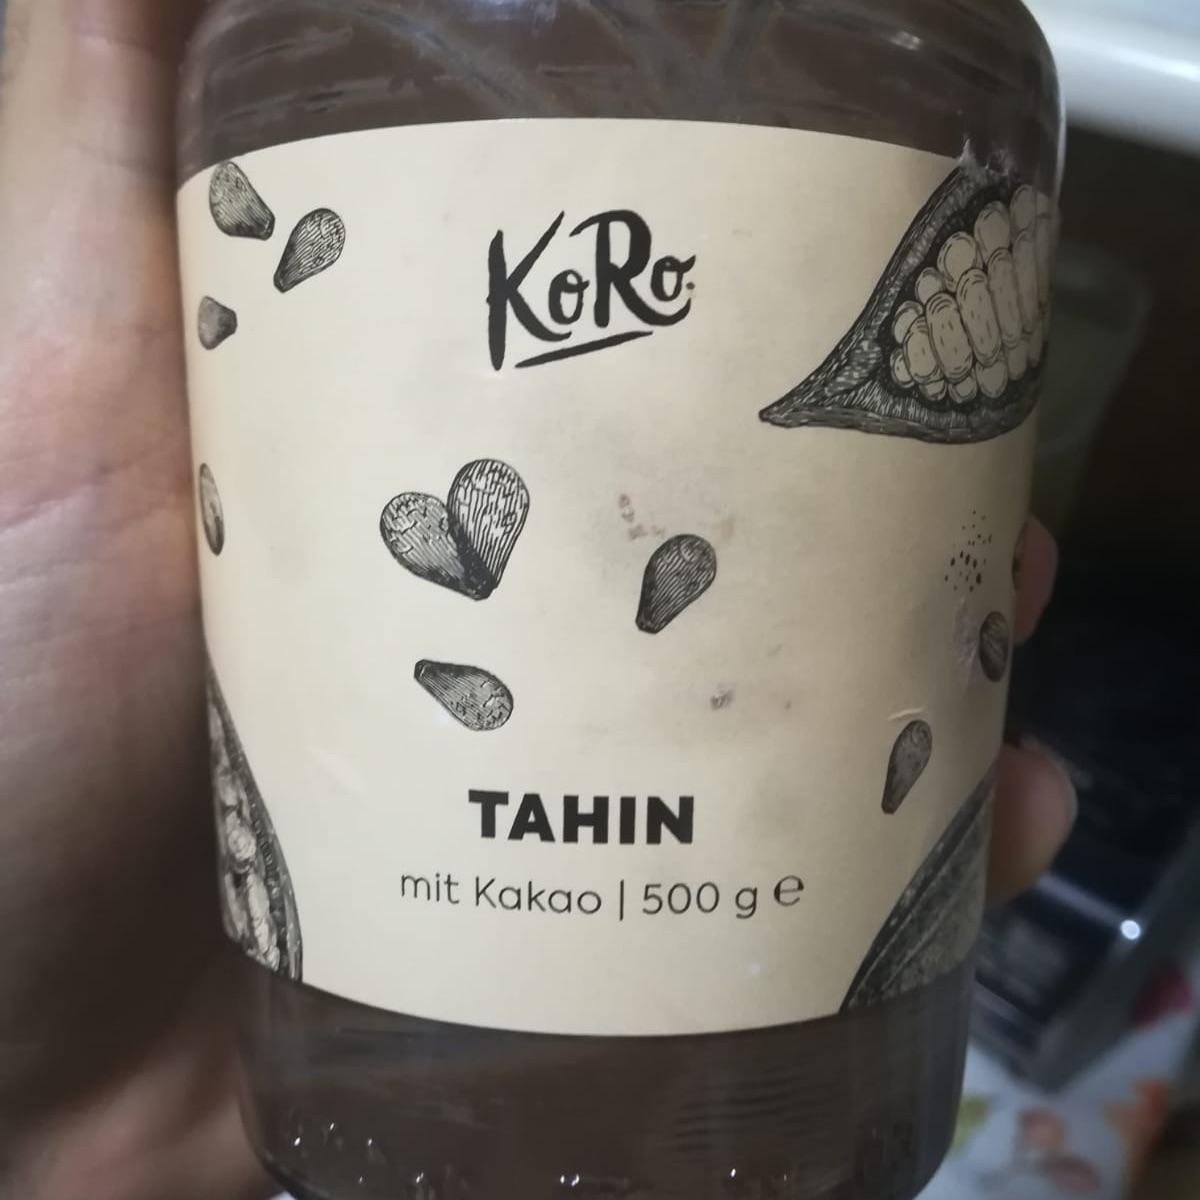 KoRo
TAHIN
mit Kakao | 500 g ℮